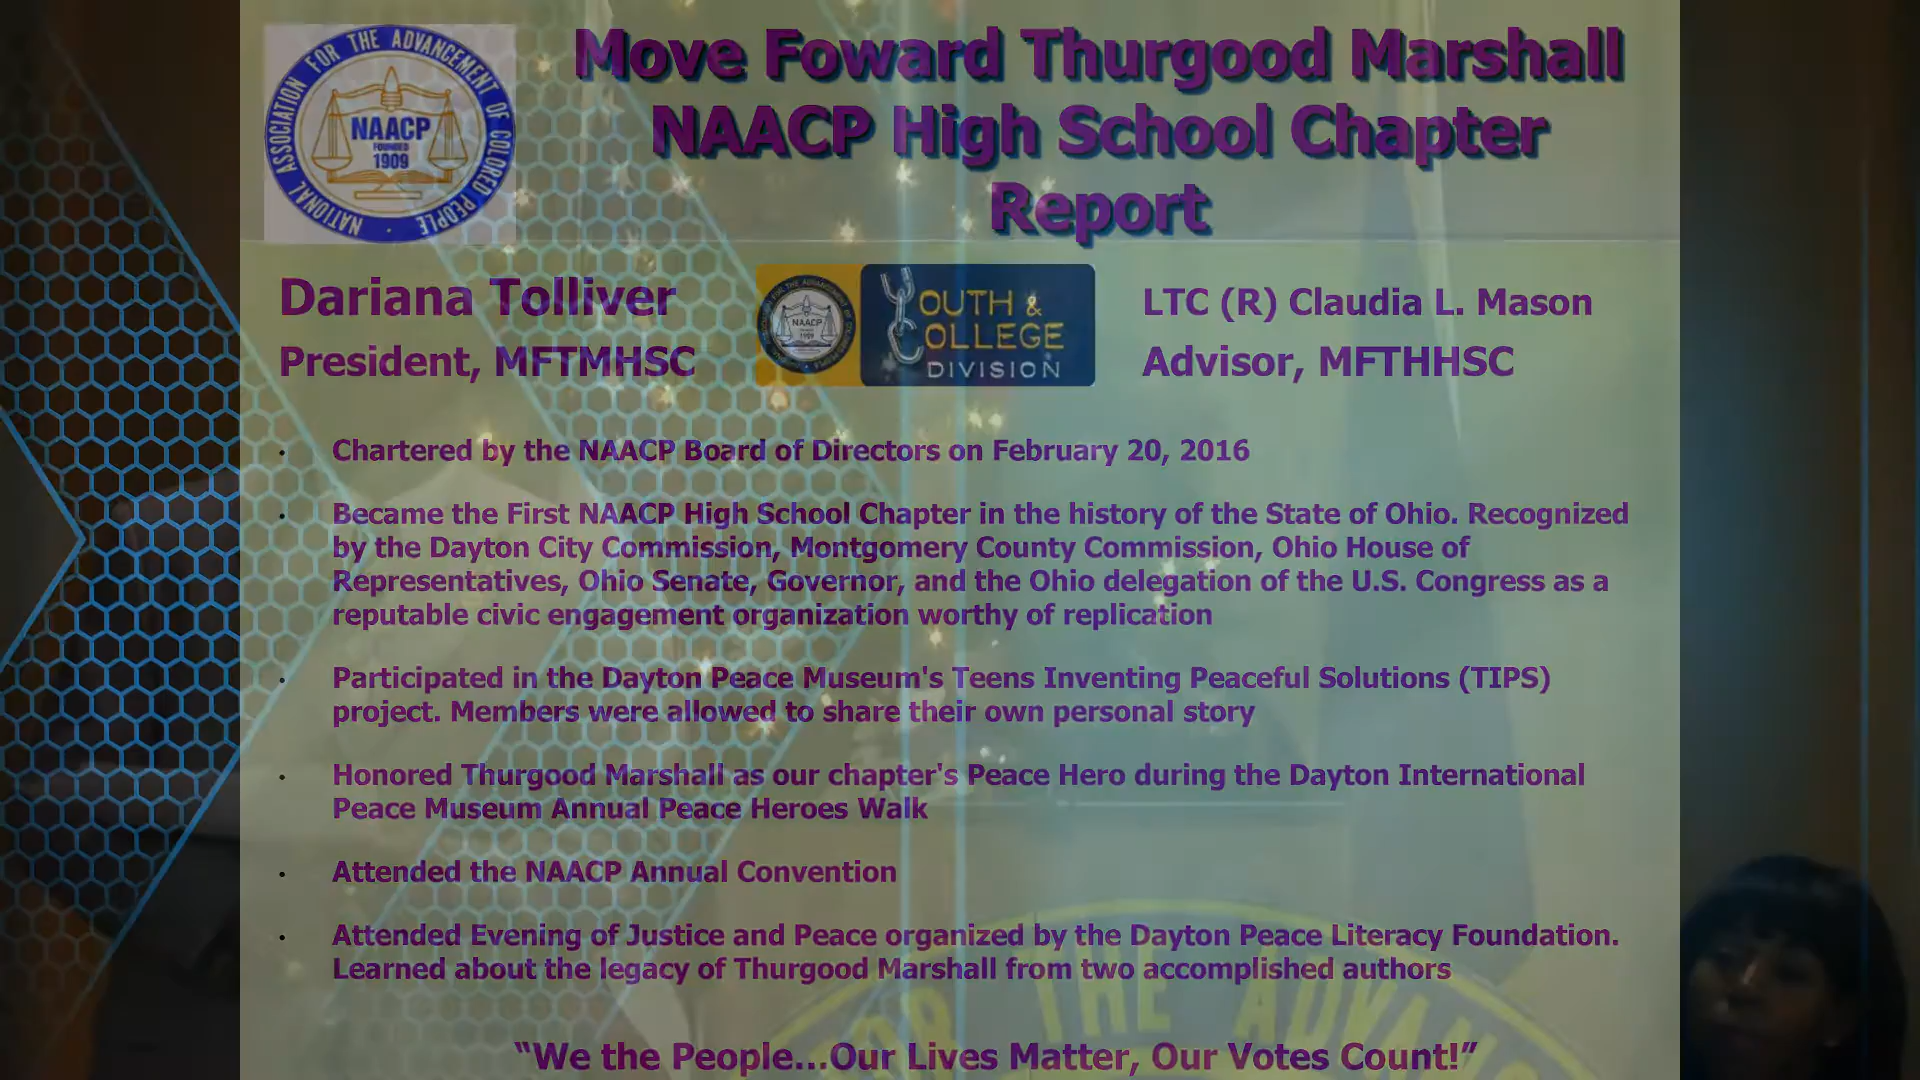 Move Foward Thurgood Marshall
NAACP High School Chapter
Report
NATIONAL ASSOCIATION FOR THE ADVANCEMENT OF COLORED PEOPLE
NAACP
FOUNDED
1909
Dariana Tolliver
President, MFTMHSC
NAACP
YOUTH &
COLLEGE
DIVISION
LTC (R) Claudia L. Mason
Advisor, MFTHHSC
• Chartered by the NAACP Board of Directors on February 20, 2016
• Became the First NAACP High School Chapter in the history of the State of Ohio. Recognized
by the Dayton City Commission, Montgomery County Commission, Ohio House of
Representatives, Ohio Senate, Governor, and the Ohio delegation of the U.S. Congress as a
reputable civic engagement organization worthy of replication
• Participated in the Dayton Peace Museum's Teens Inventing Peaceful Solutions (TIPS)
project. Members were allowed to share their own personal story
• Honored Thurgood Marshall as our chapter's Peace Hero during the Dayton International
Peace Museum Annual Peace Heroes Walk
• Attended the NAACP Annual Convention
• Attended Evening of Justice and Peace organized by the Dayton Peace Literacy Foundation.
Learned about the legacy of Thurgood Marshall from two accomplished authors
FOR THE ADVANC
“We the People...Our Lives Matter, Our Votes Count!”